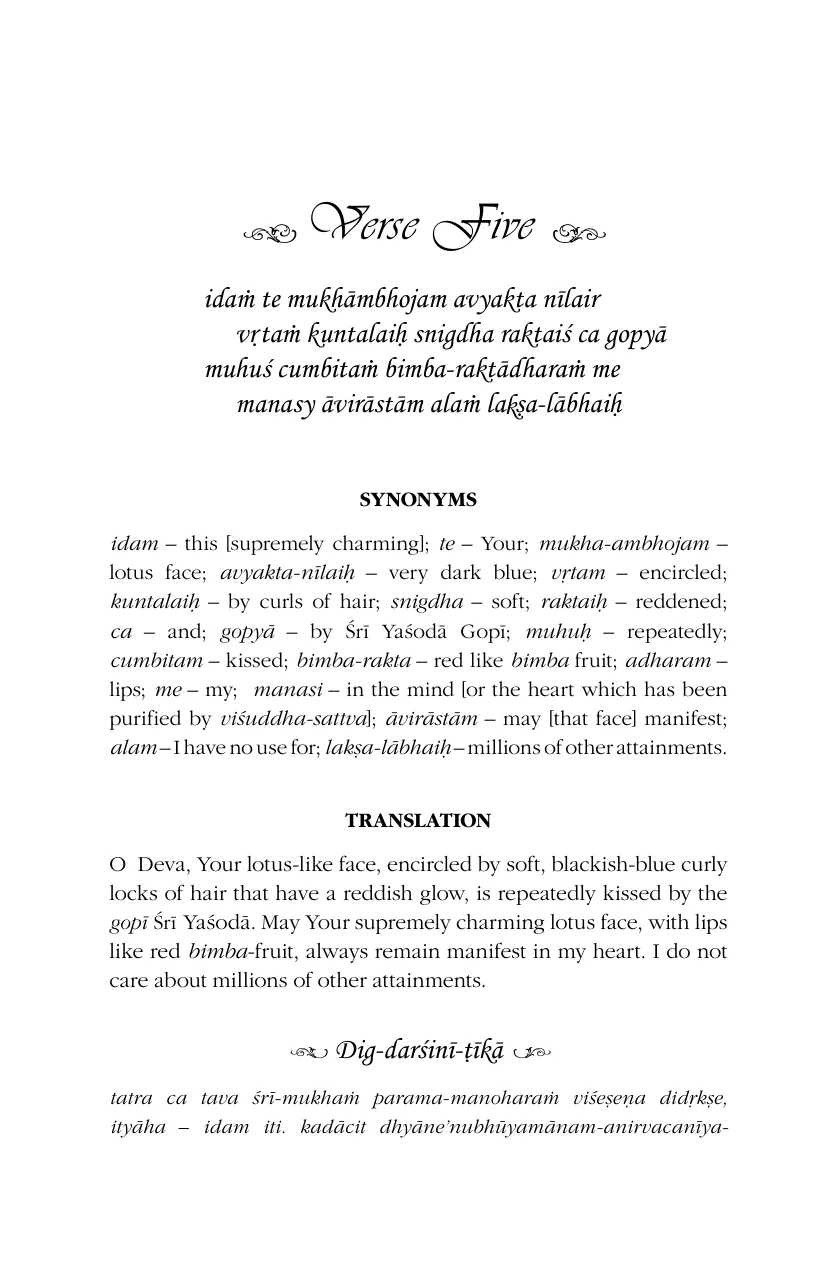 Verse Five
idaṁ te mukhāmbhojam avyakta nīlair
vṛtaṁ kuntalaiḥ snigdha raktaiś ca gopyā
muhuś cumbitaṁ bimba-raktādharaṁ me
manasy āvirāstām alaṁ lakṣa-lābhaiḥ
SYNONYMS
idam – this [supremely charming]; te – Your; mukha-ambhojam –
lotus face; avyakta-nīlaiḥ – very dark blue; vṛtam – encircled;
kuntalaiḥ – by curls of hair; snigdha – soft; raktaiḥ – reddened;
ca – and; gopyā – by Śrī Yaśodā Gopī; muhuḥ – repeatedly;
cumbitam – kissed; bimba-rakta – red like bimba fruit; adharam –
lips; me – my; manasi – in the mind [or the heart which has been
purified by viśuddha-sattva]; āvirāstām – may [that face] manifest;
alam – I have no use for; lakṣa-lābhaiḥ – millions of other attainments.
TRANSLATION
O Deva, Your lotus-like face, encircled by soft, blackish-blue curly
locks of hair that have a reddish glow, is repeatedly kissed by the
gopī Śrī Yaśodā. May Your supremely charming lotus face, with lips
like red bimba-fruit, always remain manifest in my heart. I do not
care about millions of other attainments.
Dig-darśinī-ṭīkā
tatra ca tava śrī-mukhaṁ parama-manoharaṁ viśeṣeṇa didṛkṣe,
ityāha – idam iti. kadācit dhyāne'nubhūyamānam-anirvacanīya-